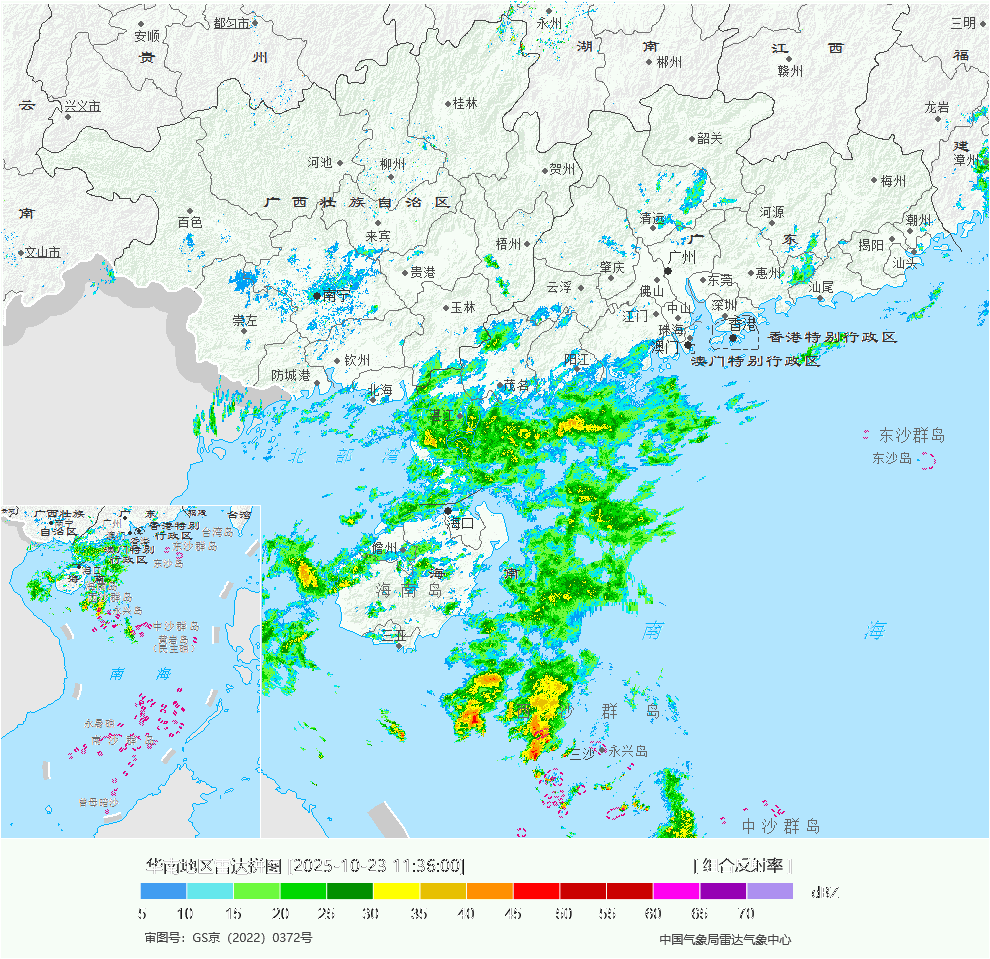 永州
三明
都匀市
安顺
贵 州
湖 南
江 西
福
郴州
赣州
云
兴义市
桂林
龙岩
韶关
建
河池
柳州
贺州
漳州
梅州
广 西 壮 族 自 治 区
南
百色
清远
河源
潮州
来宾
梧州
广 东
揭阳
文山市
广州
汕头
贵港
肇庆
惠州
云浮
佛山
东莞
汕尾
南宁
玉林
江门
中山
深圳
崇左
珠海
香港
香港特别行政区
澳门
澳门特别行政区
钦州
阳江
防城港
茂名
北海
湛江
东沙群岛
北 部 湾
东沙岛
海口
儋州
海 南
海 南 岛
三亚
南 海
西 沙 群 岛
三沙
永兴岛
中 沙 群 岛
广西壮族
自治区
广 东
福建
台湾
广州
香港特别
行政区
台湾岛
澳门特别
行政区
东沙群岛
东沙岛
海 南
西沙群岛
永兴岛
中沙群岛
黄岩岛
(民主礁)
南 海
永暑礁
南 沙 群 岛
曾母暗沙
华南地区雷达拼图 [2025-10-23 11:36:00]
[ 组合反射率 ]
dBZ
5 10 15 20 25 30 35 40 45 50 55 60 65 70
审图号：GS京（2022）0372号
中国气象局雷达气象中心